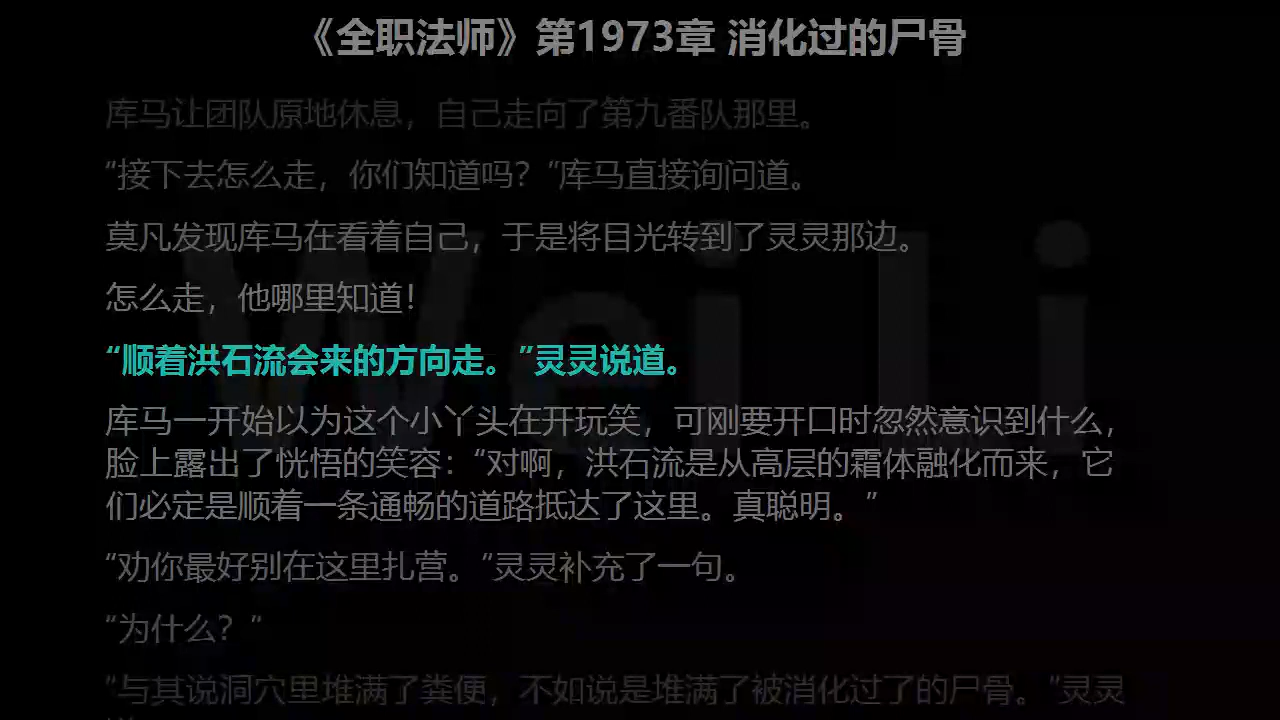 《全职法师》第1973章 消化过的尸骨
库马让团队原地休息，自己走向了第九番队那里。
“接下去怎么走，你们知道吗？”库马直接询问道。
莫凡发现库马在看着自己，于是将目光转到了灵灵那边。
怎么走，他哪里知道！
“顺着洪石流会来的方向走。”灵灵说道。
库马一开始以为这个小丫头在开玩笑，可刚要开口时忽然意识到什么，
脸上露出了恍悟的笑容：“对啊，洪石流是从高层的霜体融化而来，它
们必定是顺着一条通畅的道路抵达了这里。真聪明。”
“劝你最好别在这里扎营。“灵灵补充了一句。
“为什么？“
“与其说洞穴里堆满了粪便，不如说是堆满了被消化过了的尸骨。”灵灵
Wei Li